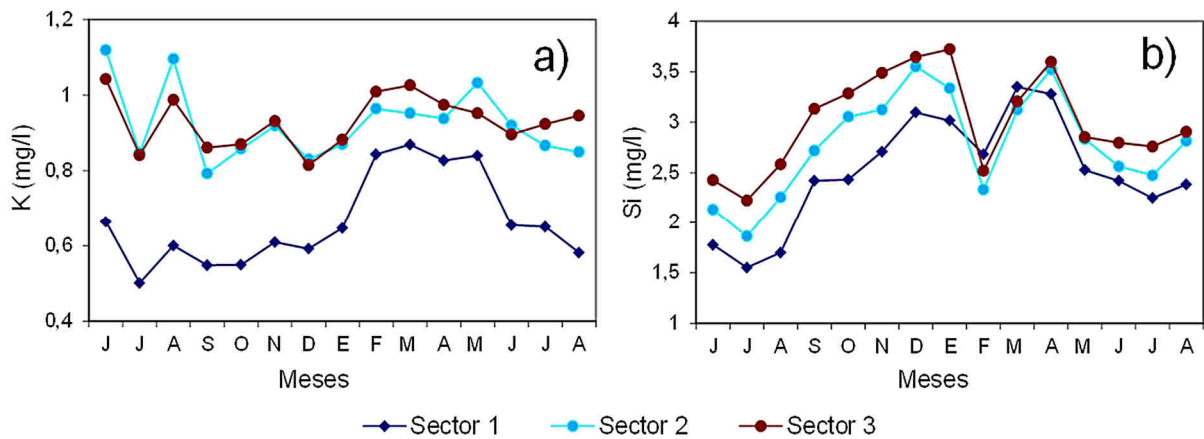 a)
K (mg/l)
1,2
1
0,8
0,6
0,4
J J A S O N D E F M A M J J A
Meses
b)
Si (mg/l)
4
3,5
3
2,5
2
1,5
1
J J A S O N D E F M A M J J A
Meses
Sector 1 Sector 2 Sector 3